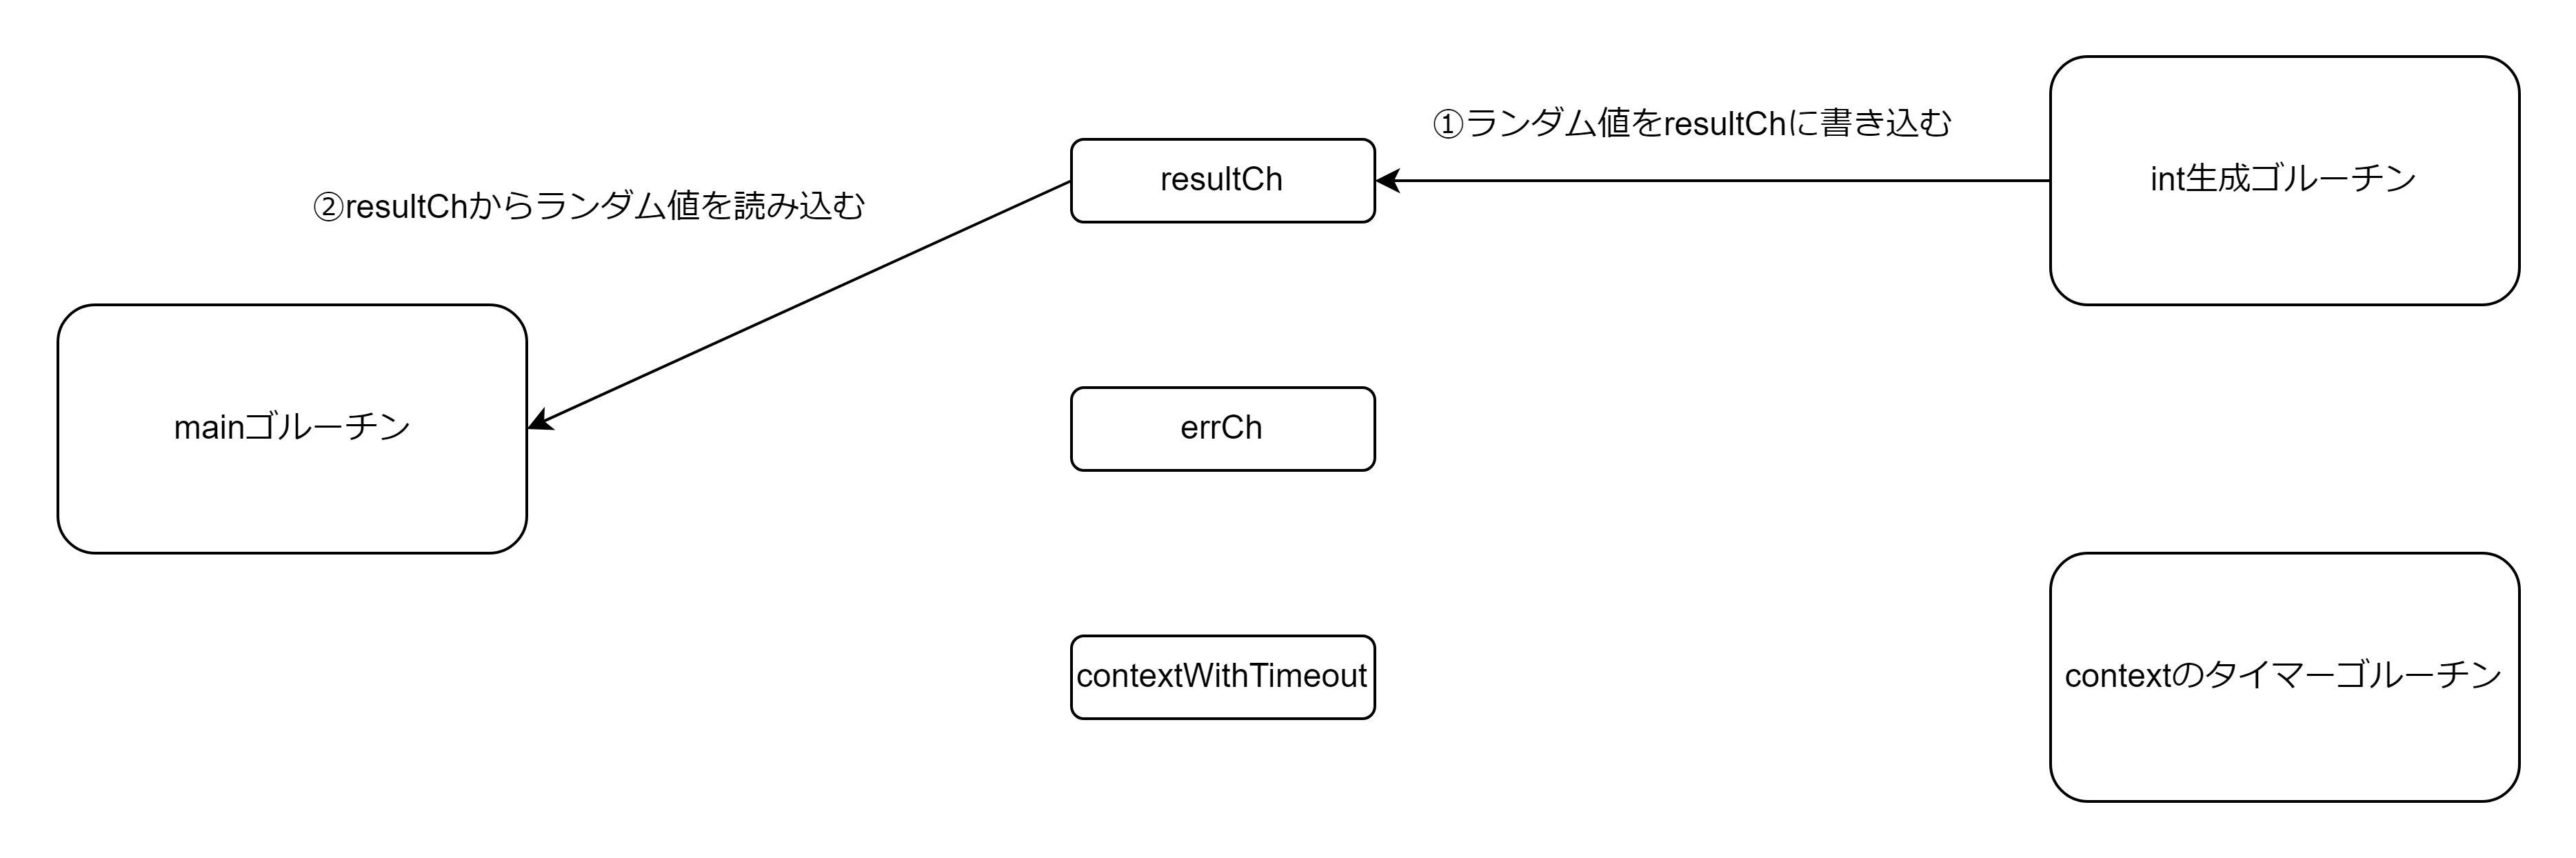 ①ランダム値をresultChに書き込む
resultCh
int生成ゴルーチン
②resultChからランダム値を読み込む
mainゴルーチン
errCh
contextWithTimeout
contextのタイマーゴルーチン